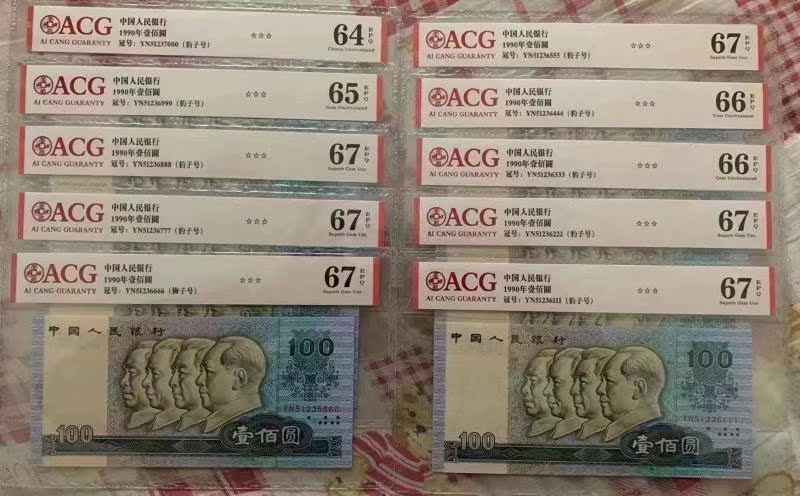 ACG
AI CANG GUARANTY
中国人民银行
1990年壹佰圆
冠号：YN51237000（豹子号）
☆☆☆
64
EPQ
Choice Uncirculated
ACG
AI CANG GUARANTY
中国人民银行
1990年壹佰圆
冠号：YN51236999（豹子号）
☆☆☆
65
EPQ
Gem Uncirculated
ACG
AI CANG GUARANTY
中国人民银行
1990年壹佰圆
冠号：YN51236888（豹子号）
☆☆☆
67
EPQ
Superb Gem Unc
ACG
AI CANG GUARANTY
中国人民银行
1990年壹佰圆
冠号：YN51236777（豹子号）
☆☆☆
67
EPQ
Superb Gem Unc
ACG
AI CANG GUARANTY
中国人民银行
1990年壹佰圆
冠号：YN51236666（狮子号）
☆☆☆
67
EPQ
Superb Gem Unc
中国人民银行
100
YN51236666
100
壹佰圆
ACG
AI CANG GUARANTY
中国人民银行
1990年壹佰圆
冠号：YN51236555（豹子号）
☆☆☆
67
EPQ
Superb Gem Unc
ACG
AI CANG GUARANTY
中国人民银行
1990年壹佰圆
冠号：YN51236444（豹子号）
☆☆☆
66
EPQ
Gem Uncirculated
ACG
AI CANG GUARANTY
中国人民银行
1990年壹佰圆
冠号：YN51236333（豹子号）
☆☆☆
66
EPQ
Gem Uncirculated
ACG
AI CANG GUARANTY
中国人民银行
1990年壹佰圆
冠号：YN51236222（豹子号）
☆☆☆
67
EPQ
Superb Gem Unc
ACG
AI CANG GUARANTY
中国人民银行
1990年壹佰圆
冠号：YN51236111（豹子号）
☆☆☆
67
EPQ
Superb Gem Unc
中国人民银行
100
YN51236111
100
壹佰圆